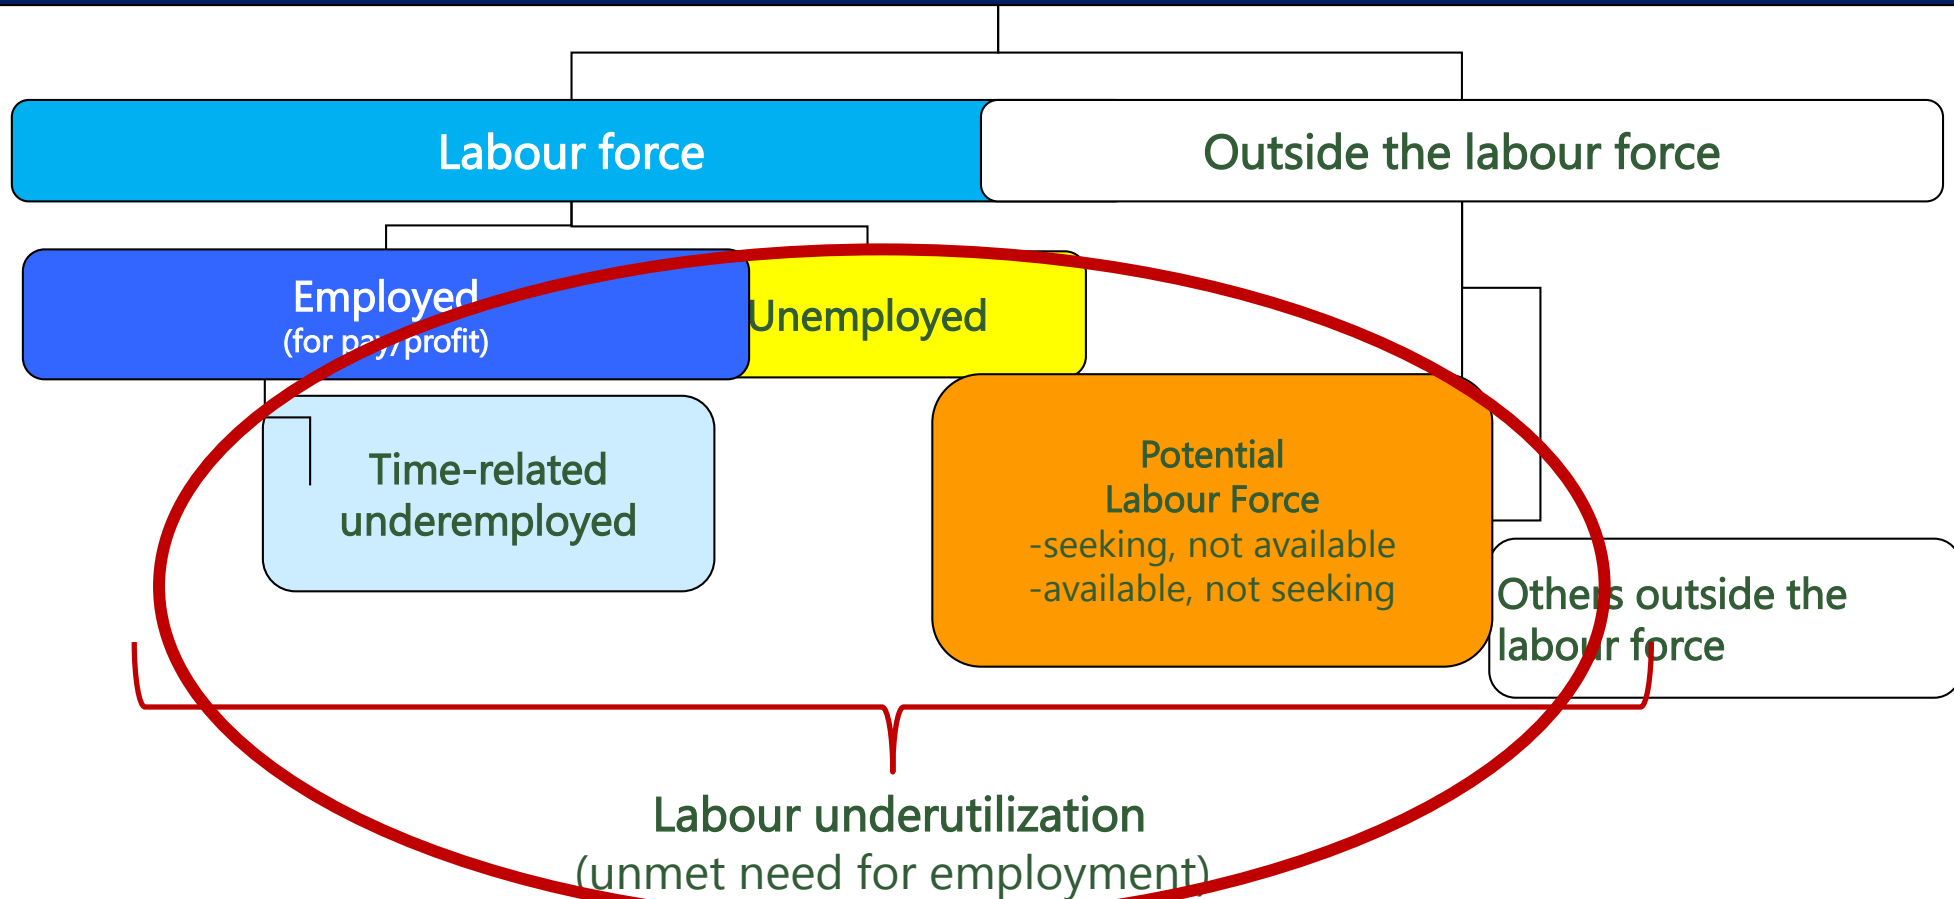 Labour force
Outside the labour force
Employed
(for pay/profit)
Unemployed
Time-related
underemployed
Potential
Labour Force
-seeking, not available
-available, not seeking
Others outside the
labour force
Labour underutilization
(unmet need for employment)